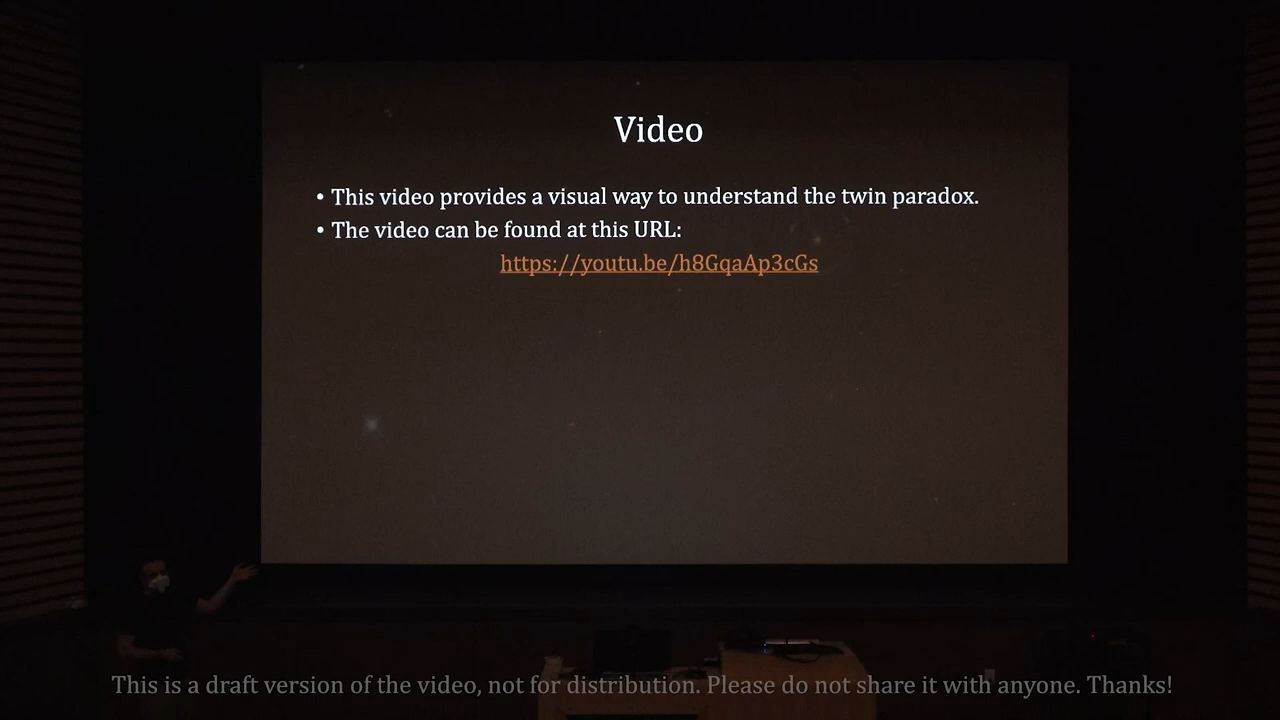 Video
• This video provides a visual way to understand the twin paradox.
• The video can be found at this URL:
https://youtu.be/h8GqaAp3cGs
This is a draft version of the video, not for distribution. Please do not share it with anyone. Thanks!